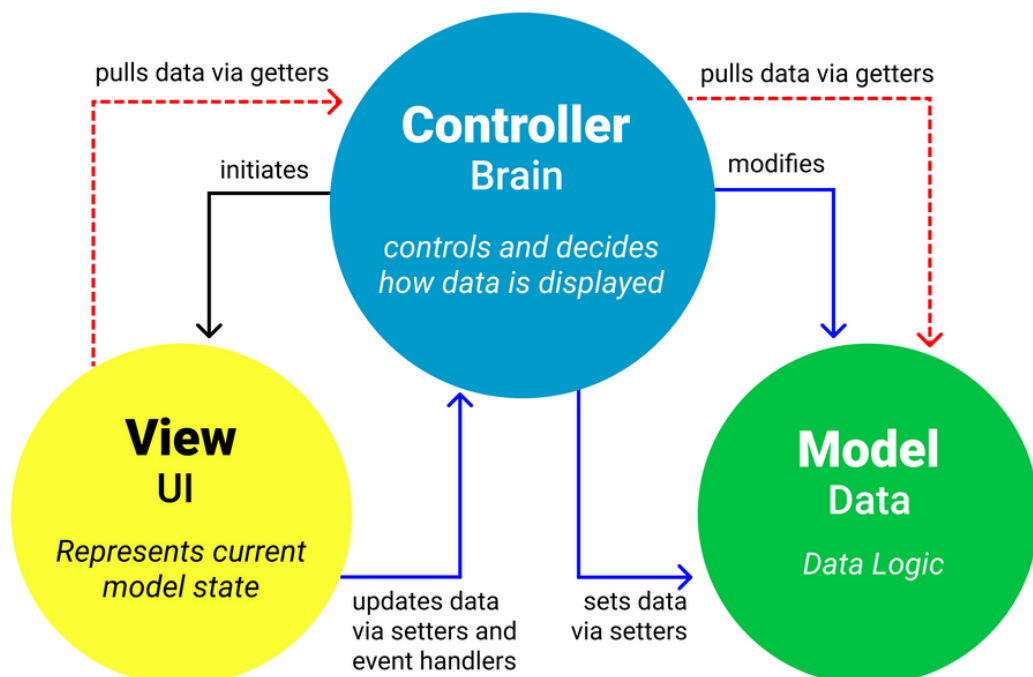 pulls data via getters
pulls data via getters
Controller
Brain
initiates
modifies
controls and decides
how data is displayed
View
UI
Represents current
model state
Model
Data
Data Logic
updates data
via setters and
event handlers
sets data
via setters